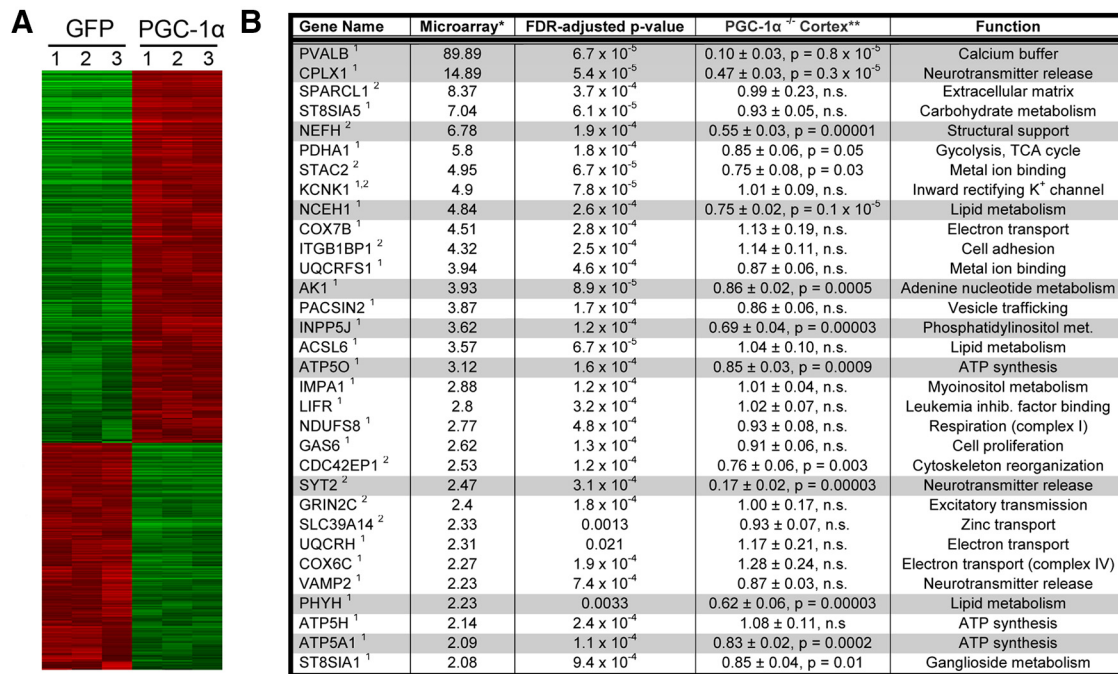 A
GFP PGC-1α
1 2 3 1 2 3
B
Gene Name Microarray* FDR-adjusted p-value PGC-1α -/- Cortex** Function
PVALB 1 89.89 6.7 x 10-5 0.10 ± 0.03, p = 0.8 x 10-5 Calcium buffer
CPLX1 1 14.89 5.4 x 10-5 0.47 ± 0.03, p = 0.3 x 10-5 Neurotransmitter release
SPARCL1 2 8.37 3.7 x 10-4 0.99 ± 0.23, n.s. Extracellular matrix
ST8SIA5 1 7.04 6.1 x 10-5 0.93 ± 0.05, n.s. Carbohydrate metabolism
NEFH 2 6.78 1.9 x 10-4 0.55 ± 0.03, p = 0.00001 Structural support
PDHA1 1 5.8 1.8 x 10-4 0.85 ± 0.06, p = 0.05 Gycolysis, TCA cycle
STAC2 2 4.95 6.7 x 10-5 0.75 ± 0.08, p = 0.03 Metal ion binding
KCNK1 1,2 4.9 7.8 x 10-5 1.01 ± 0.09, n.s. Inward rectifying K+ channel
NCEH1 1 4.84 2.6 x 10-4 0.75 ± 0.02, p = 0.1 x 10-5 Lipid metabolism
COX7B 1 4.51 2.8 x 10-4 1.13 ± 0.19, n.s. Electron transport
ITGB1BP1 2 4.32 2.5 x 10-4 1.14 ± 0.11, n.s. Cell adhesion
UQCRFS1 1 3.94 4.6 x 10-4 0.87 ± 0.06, n.s. Metal ion binding
AK1 1 3.93 8.9 x 10-5 0.86 ± 0.02, p = 0.0005 Adenine nucleotide metabolism
PACSIN2 1 3.87 1.7 x 10-4 0.86 ± 0.06, n.s. Vesicle trafficking
INPP5J 1 3.62 1.2 x 10-4 0.69 ± 0.04, p = 0.00003 Phosphatidylinositol met.
ACSL6 1 3.57 6.7 x 10-5 1.04 ± 0.10, n.s. Lipid metabolism
ATP5O 1 3.12 1.6 x 10-4 0.85 ± 0.03, p = 0.0009 ATP synthesis
IMPA1 1 2.88 1.2 x 10-4 1.01 ± 0.04, n.s. Myoinositol metabolism
LIFR 1 2.8 3.2 x 10-4 1.02 ± 0.07, n.s. Leukemia inhib. factor binding
NDUFS8 1 2.77 4.8 x 10-4 0.93 ± 0.08, n.s. Respiration (complex I)
GAS6 1 2.62 1.3 x 10-4 0.91 ± 0.06, n.s. Cell proliferation
CDC42EP1 2 2.53 1.2 x 10-4 0.76 ± 0.06, p = 0.003 Cytoskeleton reorganization
SYT2 2 2.47 3.1 x 10-4 0.17 ± 0.02, p = 0.00003 Neurotransmitter release
GRIN2C 2 2.4 1.8 x 10-4 1.00 ± 0.17, n.s. Excitatory transmission
SLC39A14 2 2.33 0.0013 0.93 ± 0.07, n.s. Zinc transport
UQCRH 1 2.31 0.021 1.17 ± 0.21, n.s. Electron transport
COX6C 1 2.27 1.9 x 10-4 1.28 ± 0.24, n.s. Electron transport (complex IV)
VAMP2 1 2.23 7.4 x 10-4 0.87 ± 0.03, n.s. Neurotransmitter release
PHYH 1 2.23 0.0033 0.62 ± 0.06, p = 0.00003 Lipid metabolism
ATP5H 1 2.14 2.4 x 10-4 1.08 ± 0.11, n.s ATP synthesis
ATP5A1 1 2.09 1.1 x 10-4 0.83 ± 0.02, p = 0.0002 ATP synthesis
ST8SIA1 1 2.08 9.4 x 10-4 0.85 ± 0.04, p = 0.01 Ganglioside metabolism